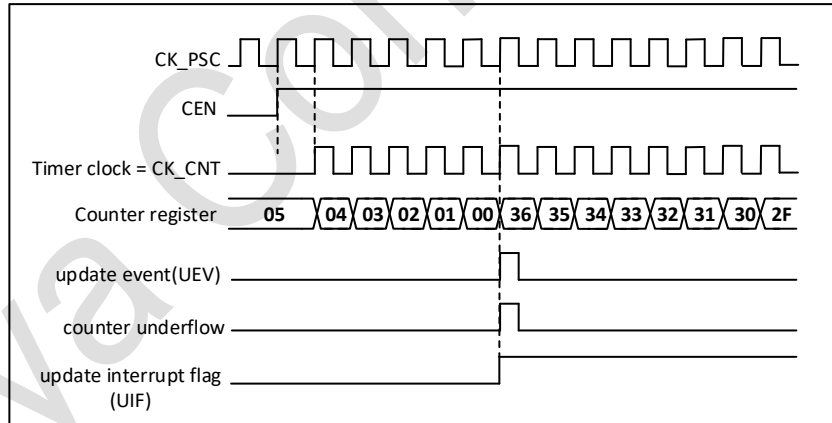 CK_PSC
CEN
Timer clock = CK_CNT
Counter register 05 04 03 02 01 00 36 35 34 33 32 31 30 2F
update event(UEV)
counter underflow
update interrupt flag
(UIF)